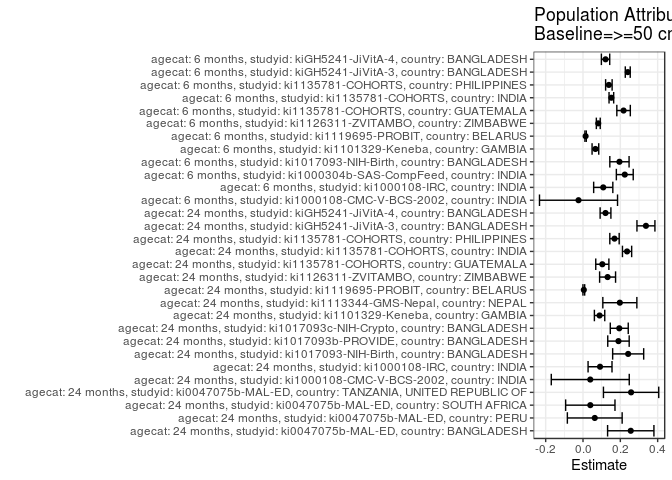 Population Attribu
Baseline=>=50 cm
agecat: 6 months, studyid: kiGH5241-JiVitA-4, country: BANGLADESH
agecat: 6 months, studyid: kiGH5241-JiVitA-3, country: BANGLADESH
agecat: 6 months, studyid: ki1135781-COHORTS, country: PHILIPPINES
agecat: 6 months, studyid: ki1135781-COHORTS, country: INDIA
agecat: 6 months, studyid: ki1135781-COHORTS, country: GUATEMALA
agecat: 6 months, studyid: ki1126311-ZVITAMBO, country: ZIMBABWE
agecat: 6 months, studyid: ki1119695-PROBIT, country: BELARUS
agecat: 6 months, studyid: ki1101329-Keneba, country: GAMBIA
agecat: 6 months, studyid: ki1017093-NIH-Birth, country: BANGLADESH
agecat: 6 months, studyid: ki1000304b-SAS-CompFeed, country: INDIA
agecat: 6 months, studyid: ki1000108-IRC, country: INDIA
agecat: 6 months, studyid: ki1000108-CMC-V-BCS-2002, country: INDIA
agecat: 24 months, studyid: kiGH5241-JiVitA-4, country: BANGLADESH
agecat: 24 months, studyid: kiGH5241-JiVitA-3, country: BANGLADESH
agecat: 24 months, studyid: ki1135781-COHORTS, country: PHILIPPINES
agecat: 24 months, studyid: ki1135781-COHORTS, country: INDIA
agecat: 24 months, studyid: ki1135781-COHORTS, country: GUATEMALA
agecat: 24 months, studyid: ki1126311-ZVITAMBO, country: ZIMBABWE
agecat: 24 months, studyid: ki1119695-PROBIT, country: BELARUS
agecat: 24 months, studyid: ki1113344-GMS-Nepal, country: NEPAL
agecat: 24 months, studyid: ki1101329-Keneba, country: GAMBIA
agecat: 24 months, studyid: ki1017093c-NIH-Crypto, country: BANGLADESH
agecat: 24 months, studyid: ki1017093b-PROVIDE, country: BANGLADESH
agecat: 24 months, studyid: ki1017093-NIH-Birth, country: BANGLADESH
agecat: 24 months, studyid: ki1000108-IRC, country: INDIA
agecat: 24 months, studyid: ki1000108-CMC-V-BCS-2002, country: INDIA
agecat: 24 months, studyid: ki0047075b-MAL-ED, country: TANZANIA, UNITED REPUBLIC OF
agecat: 24 months, studyid: ki0047075b-MAL-ED, country: SOUTH AFRICA
agecat: 24 months, studyid: ki0047075b-MAL-ED, country: PERU
agecat: 24 months, studyid: ki0047075b-MAL-ED, country: BANGLADESH
-0.2 0.0 0.2 0.4
Estimate